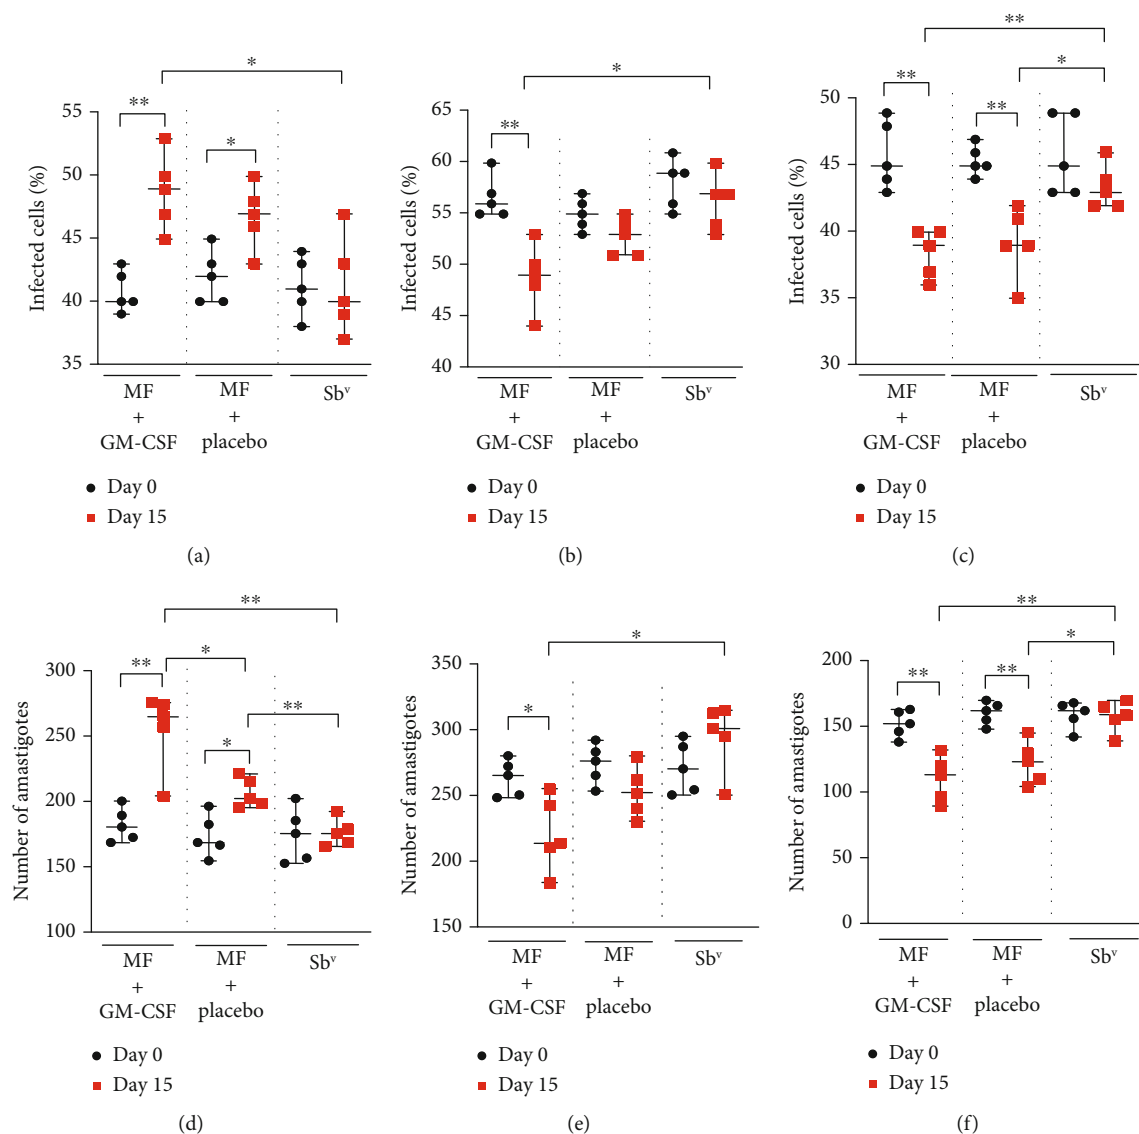 *
**
*
55
50
45
40
35
Infected cells (%)
MF
+
GM-CSF
MF
+
placebo
Sbᵛ
Day 0
Day 15
(a)
*
**
65
60
55
50
45
40
Infected cells (%)
MF
+
GM-CSF
MF
+
placebo
Sbᵛ
Day 0
Day 15
(b)
**
*
**
**
50
45
40
35
30
Infected cells (%)
MF
+
GM-CSF
MF
+
placebo
Sbᵛ
Day 0
Day 15
(c)
**
**
*
**
*
300
250
200
150
100
Number of amastigotes
MF
+
GM-CSF
MF
+
placebo
Sbᵛ
Day 0
Day 15
(d)
*
*
350
300
250
200
150
Number of amastigotes
MF
+
GM-CSF
MF
+
placebo
Sbᵛ
Day 0
Day 15
(e)
**
*
**
**
200
150
100
50
0
Number of amastigotes
MF
+
GM-CSF
MF
+
placebo
Sbᵛ
Day 0
Day 15
(f)